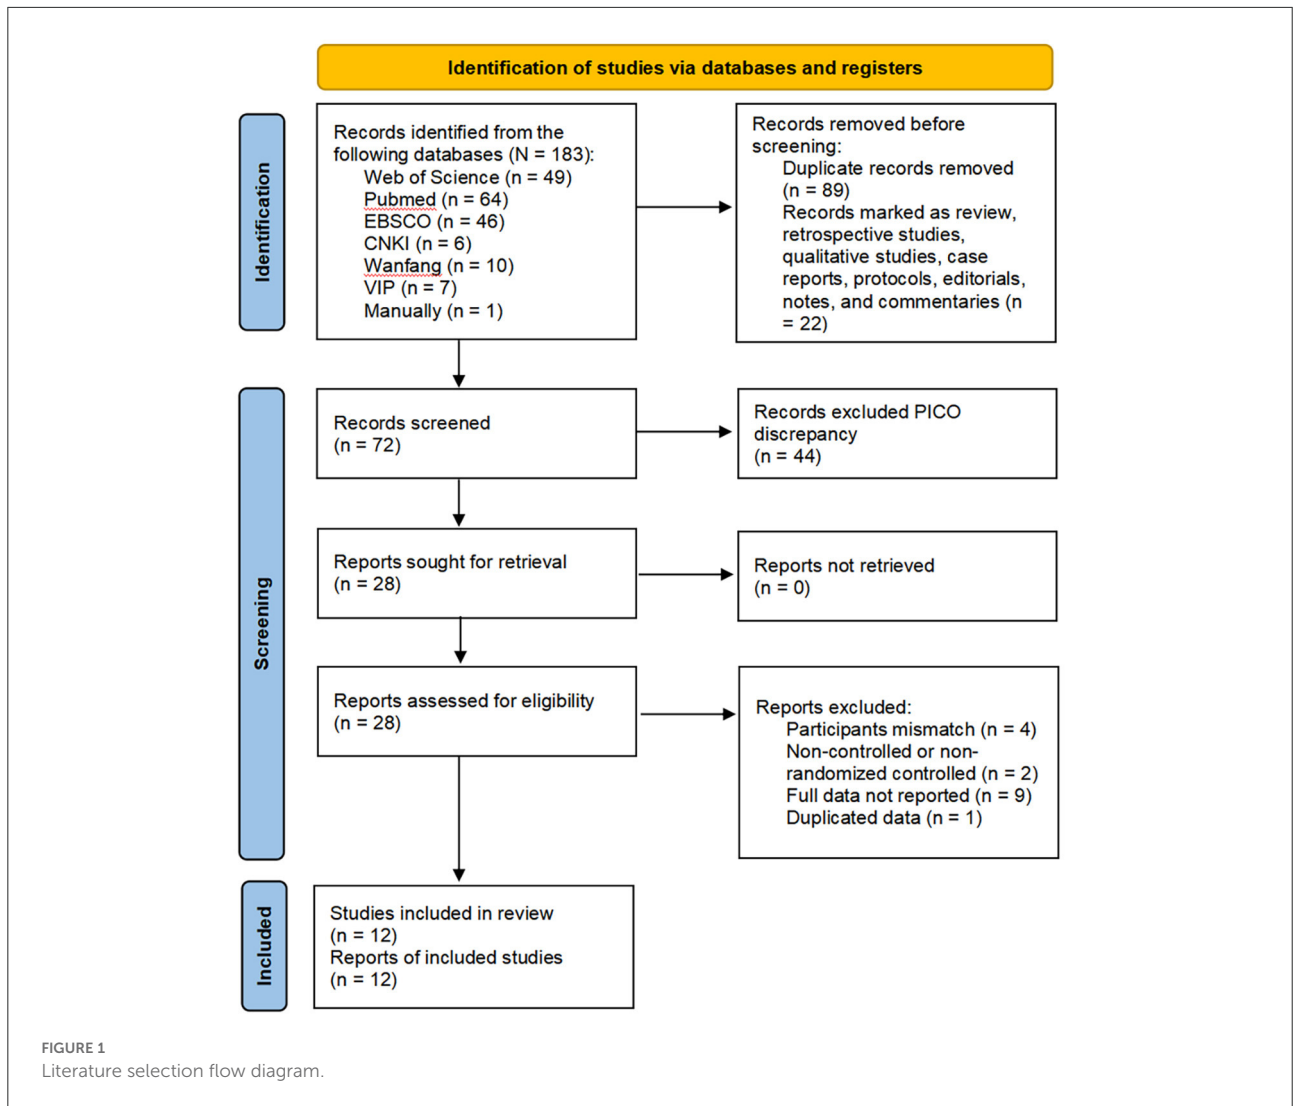 Identification of studies via databases and registers
Identification
Records identified from the
following databases (N = 183):
Web of Science (n = 49)
Pubmed (n = 64)
EBSCO (n = 46)
CNKI (n = 6)
Wanfang (n = 10)
VIP (n = 7)
Manually (n = 1)
Records removed before
screening:
Duplicate records removed
(n = 89)
Records marked as review,
retrospective studies,
qualitative studies, case
reports, protocols, editorials,
notes, and commentaries (n
= 22)
Screening
Records screened
(n = 72)
Records excluded PICO
discrepancy
(n = 44)
Reports sought for retrieval
(n = 28)
Reports not retrieved
(n = 0)
Reports assessed for eligibility
(n = 28)
Reports excluded:
Participants mismatch (n = 4)
Non-controlled or non-
randomized controlled (n = 2)
Full data not reported (n = 9)
Duplicated data (n = 1)
Included
Studies included in review
(n = 12)
Reports of included studies
(n = 12)
FIGURE 1
Literature selection flow diagram.